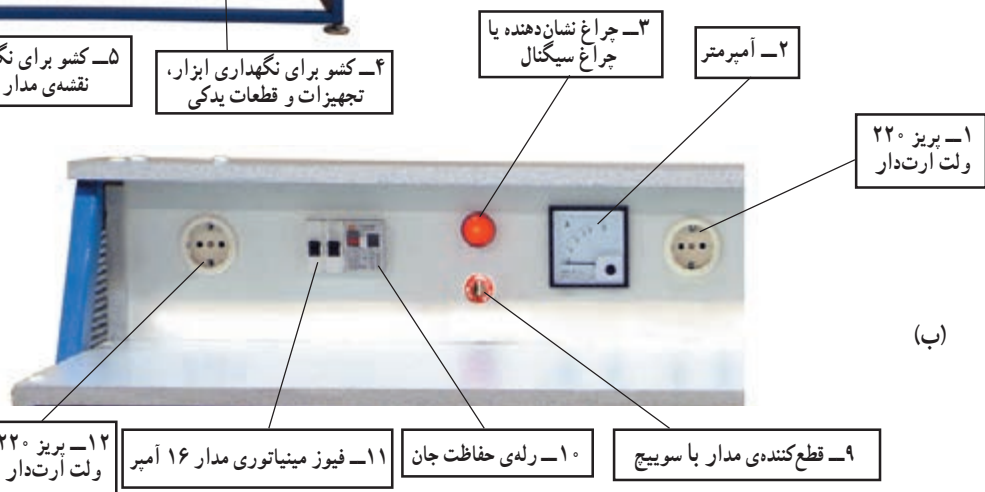 ۳ــ چراغ نشان‌دهنده یا
چراغ سیگنال
۲ــ آمپرمتر
۴ــ کشو برای نگهداری ابزار،
تجهیزات و قطعات یدکی
۵ــ کشو برای
نقشه‌ی مدار
۱ــ پریز ۲۲۰
ولت ارت‌دار
(ب)
۹ــ قطع‌کننده‌ی مدار با سوییچ
۱۰ــ رله‌ی حفاظت جان
۱۱ــ فیوز مینیاتوری مدار ۱۶ آمپر
۱۲ــ پریز ۲۲۰
ولت ارت‌دار